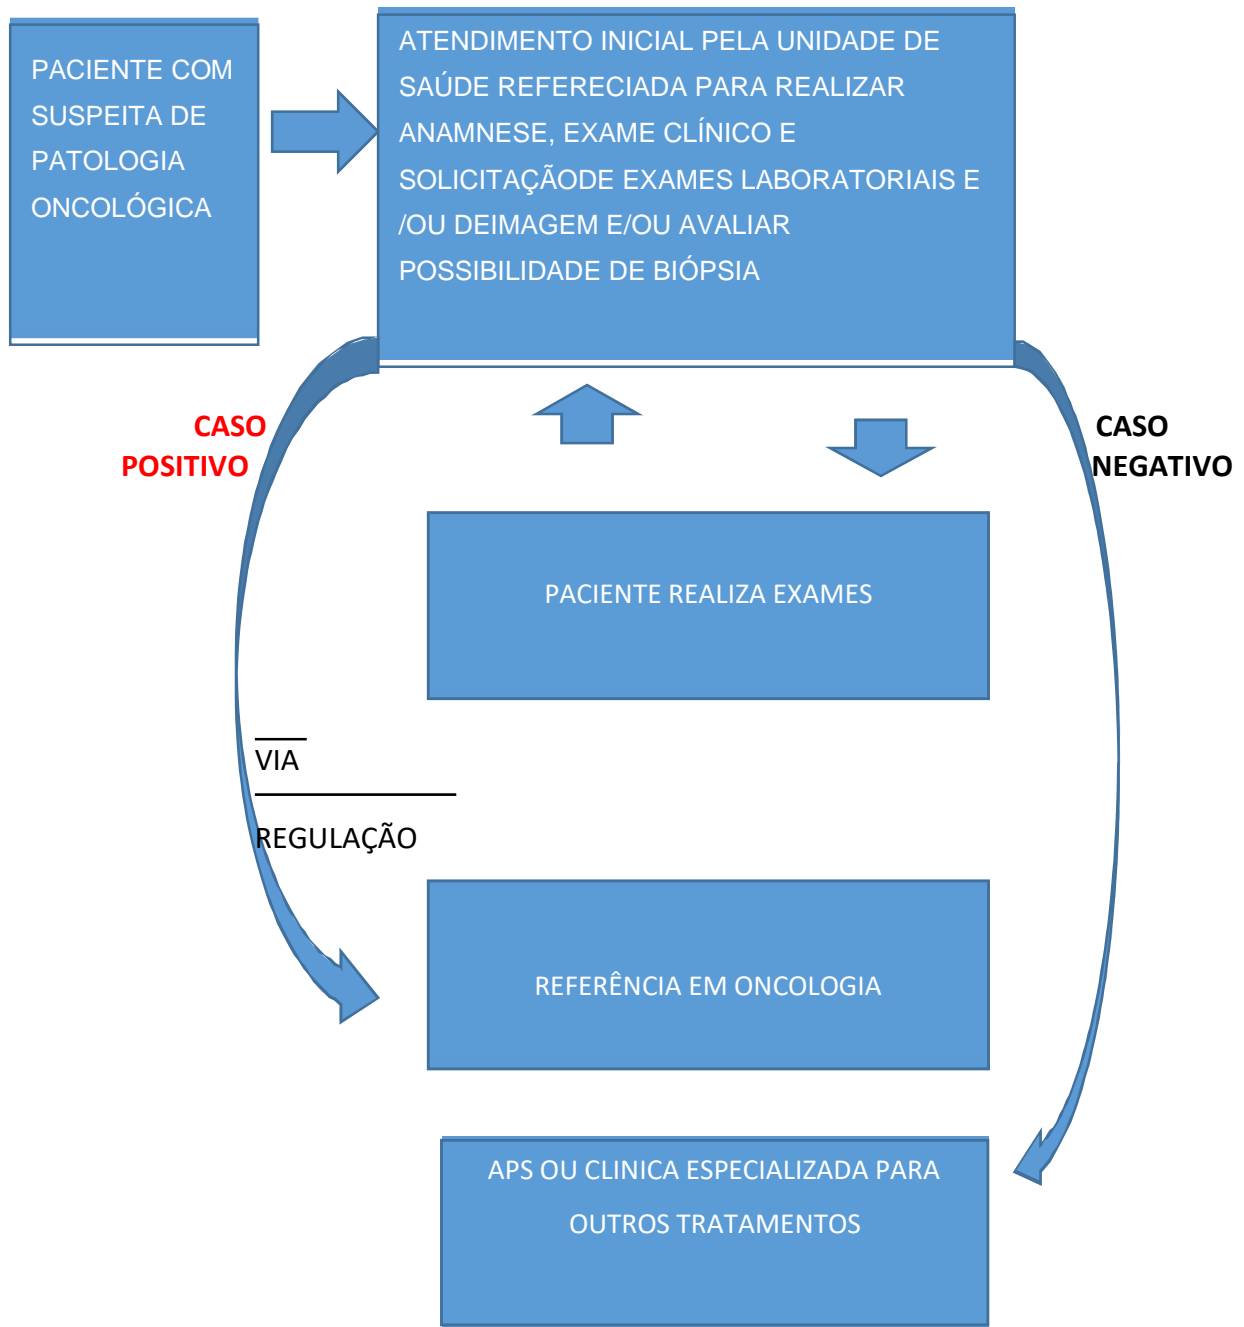 PACIENTE COM
SUSPEITA DE
PATOLOGIA
ONCOLÓGICA
ATENDIMENTO INICIAL PELA UNIDADE DE
SAÚDE REFERECIADA PARA REALIZAR
ANAMNESE, EXAME CLÍNICO E
SOLICITAÇÃODE EXAMES LABORATORIAIS E
/OU DEIMAGEM E/OU AVALIAR
POSSIBILIDADE DE BIÓPSIA
CASO
POSITIVO
CASO
NEGATIVO
PACIENTE REALIZA EXAMES
VIA
REGULAÇÃO
REFERÊNCIA EM ONCOLOGIA
APS OU CLINICA ESPECIALIZADA PARA
OUTROS TRATAMENTOS